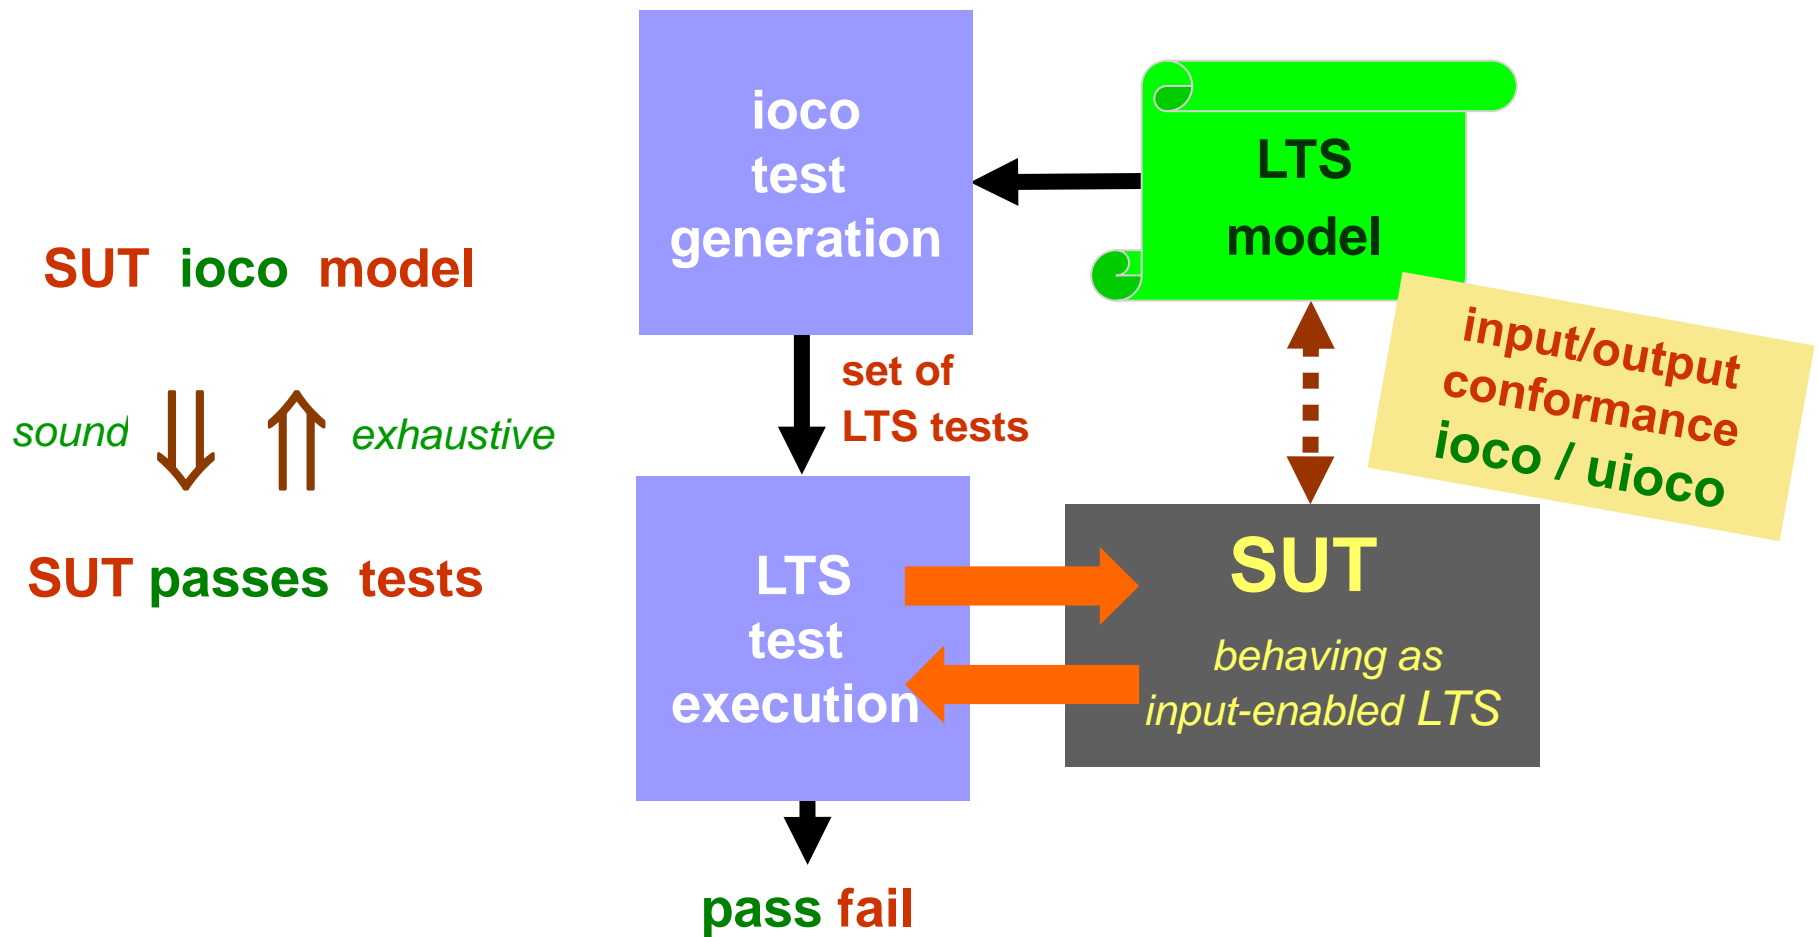 ioco
test
generation
LTS
model
SUT ioco model
input/output
conformance
ioco / uioco
set of
LTS tests
sound
exhaustive
SUT passes tests
LTS
test
execution
SUT
behaving as
input-enabled LTS
pass fail